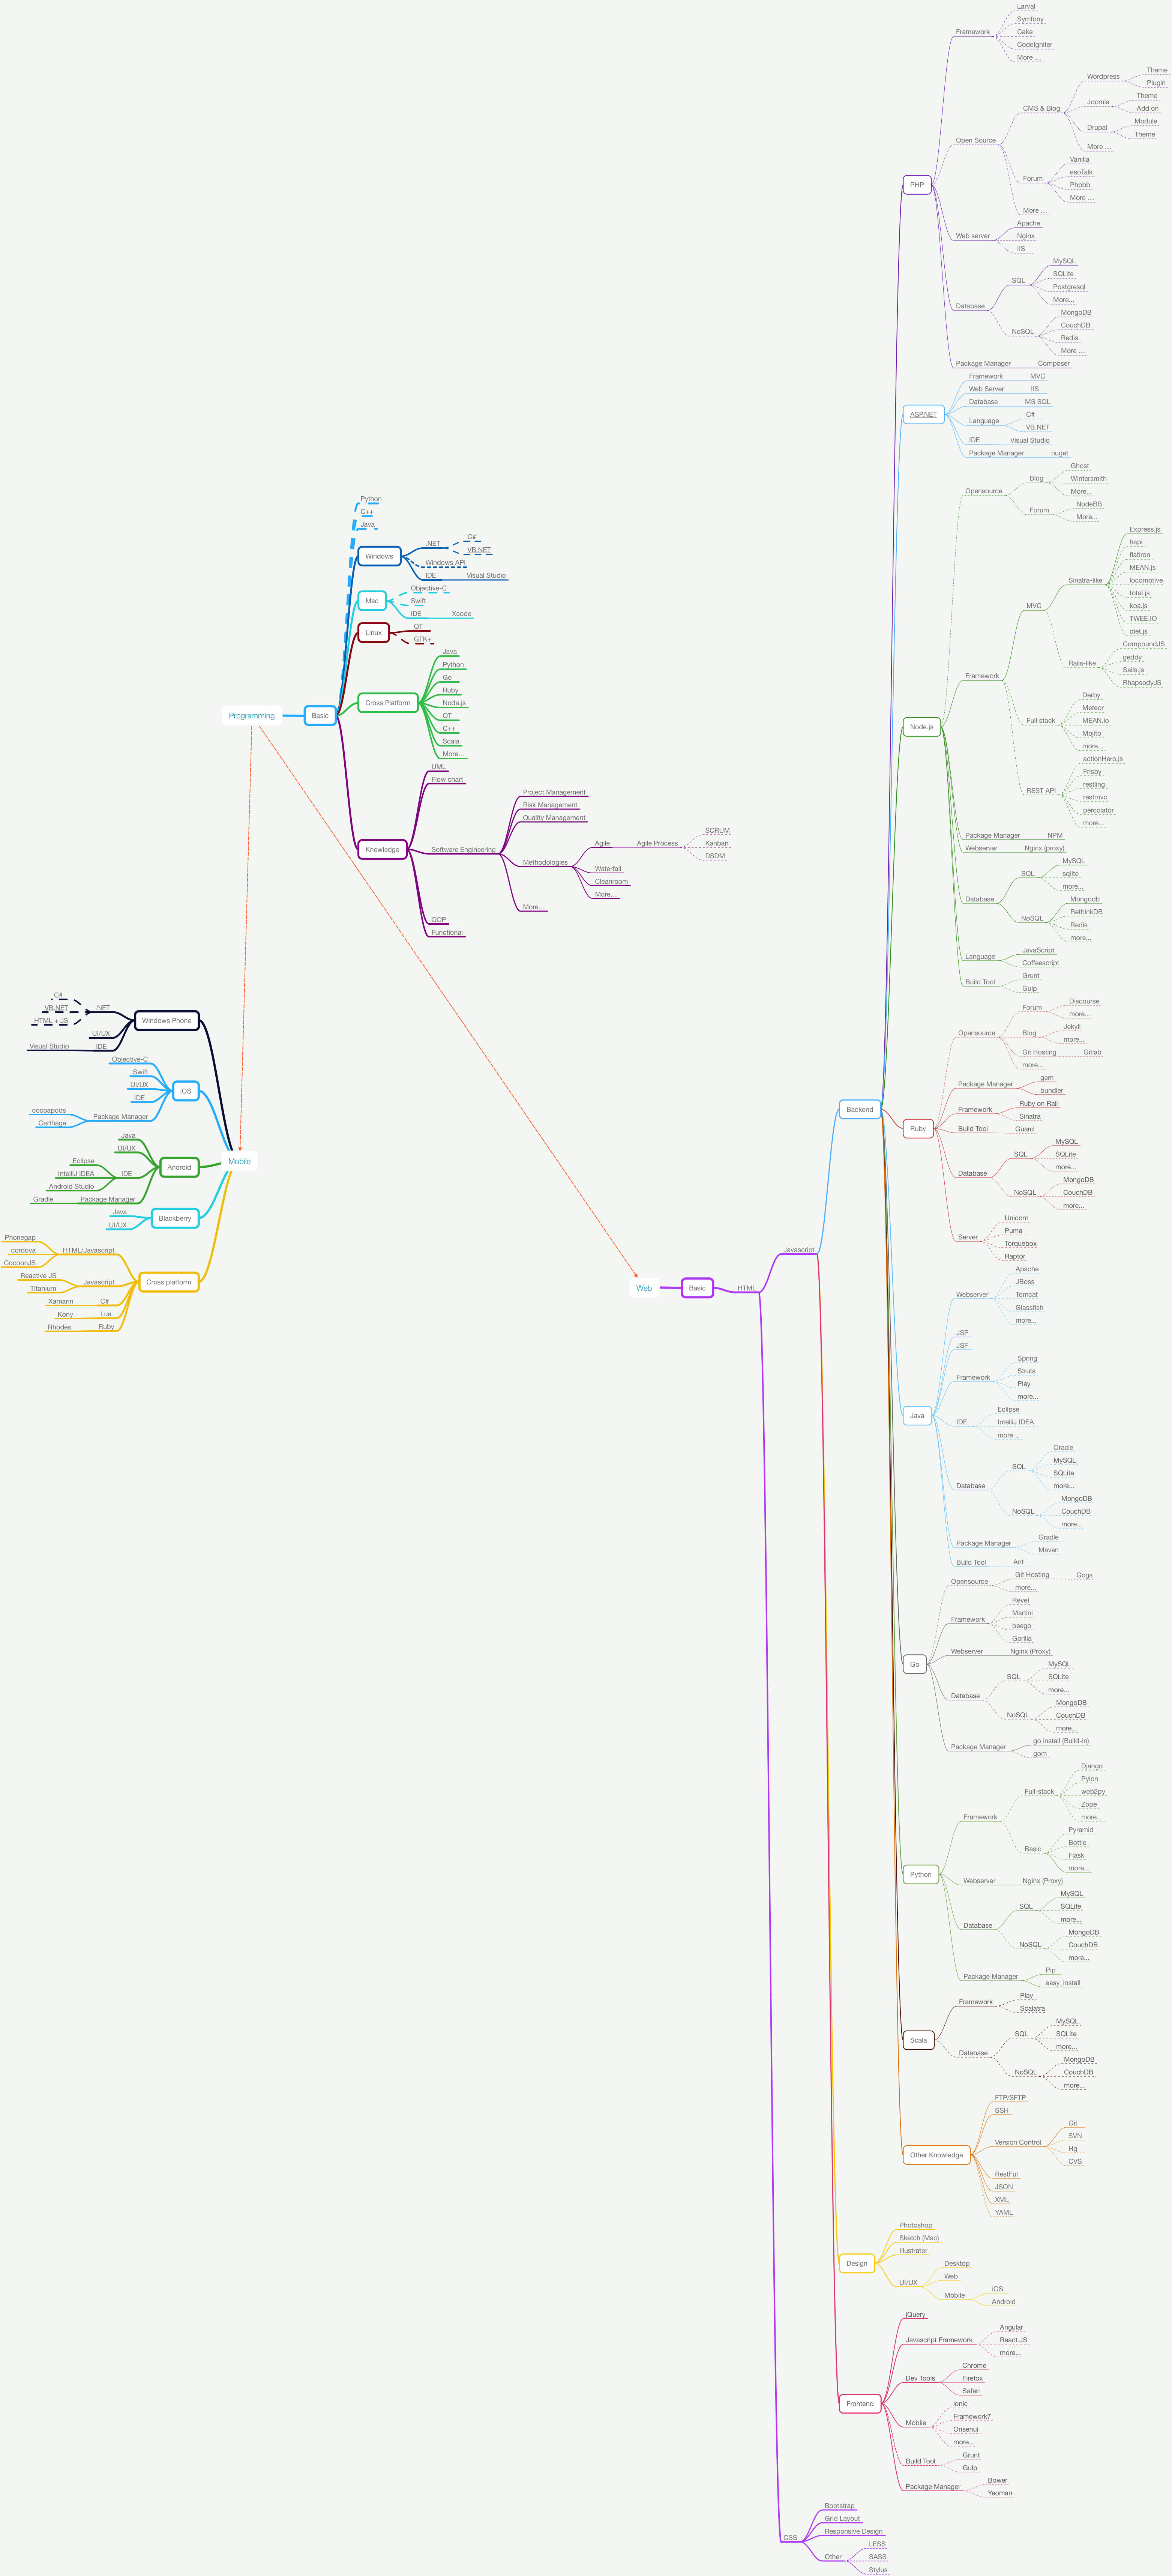 Programming
Basic
Python
C++
Java
Windows
.NET
C#
VB.NET
Windows API
IDE
Visual Studio
Mac
Objective-C
Swift
IDE
Xcode
Linux
QT
GTK+
Cross Platform
Java
Python
Go
Ruby
Node.js
QT
C++
Scala
More...
Knowledge
UML
Flow chart
Software Engineering
Project Management
Risk Management
Quality Management
Methodologies
Agile
Agile Process
SCRUM
Kanban
DSDM
Waterfall
Cleanroom
More...
More...
OOP
Functional
Mobile
Windows Phone
.NET
C#
VB.NET
HTML + JS
UI/UX
IDE
Visual Studio
iOS
Objective-C
Swift
UI/UX
IDE
Package Manager
cocoapods
Carthage
Android
Java
UI/UX
IDE
Eclipse
IntelliJ IDEA
Android Studio
Package Manager
Gradle
Blackberry
Java
UI/UX
Cross platform
HTML/Javascript
Phonegap
cordova
CocoonJS
Javascript
Reactive JS
Titanium
C#
Xamarin
Lua
Kony
Ruby
Rhodes
Web
Basic
HTML
Javascript
Backend
PHP
Framework
Larval
Symfony
Cake
CodeIgniter
More ...
Open Source
CMS & Blog
Wordpress
Theme
Plugin
Joomla
Theme
Add on
Drupal
Module
Theme
More ...
Forum
Vanilla
esoTalk
Phpbb
More ...
More ...
Web server
Apache
Nginx
IIS
Database
SQL
MySQL
SQLite
Postgresql
More...
NoSQL
MongoDB
CouchDB
Redis
More ...
Package Manager
Composer
ASP.NET
Framework
MVC
Web Server
IIS
Database
MS SQL
Language
C#
VB.NET
IDE
Visual Studio
Package Manager
nuget
Node.js
Opensource
Blog
Ghost
Wintersmith
More...
Forum
NodeBB
More...
Framework
MVC
Sinatra-like
Express.js
hapi
flatiron
MEAN.js
locomotive
total.js
koa.js
TWEE.IO
diet.js
Rails-like
CompoundJS
geddy
Sails.js
RhapsodyJS
Full stack
Derby
Meteor
MEAN.io
Mojito
more...
REST API
actionHero.js
Frisby
restling
restmvc
percolator
more...
Package Manager
NPM
Webserver
Nginx (proxy)
Database
SQL
MySQL
sqlite
more...
NoSQL
Mongodb
RethinkDB
Redis
more...
Language
JavaScript
Coffeescript
Build Tool
Grunt
Gulp
Ruby
Opensource
Forum
Discourse
more...
Blog
Jekyll
more...
Git Hosting
Gitlab
more...
Package Manager
gem
bundler
Framework
Ruby on Rail
Sinatra
Build Tool
Guard
Database
SQL
MySQL
SQLite
more...
NoSQL
MongoDB
CouchDB
more...
Server
Unicorn
Puma
Torquebox
Raptor
Java
Webserver
Apache
JBoss
Tomcat
Glassfish
more...
JSP
JSF
Framework
Spring
Struts
Play
more...
IDE
Eclipse
IntelliJ IDEA
more...
Database
SQL
Oracle
MySQL
SQLite
more...
NoSQL
MongoDB
CouchDB
more...
Package Manager
Gradle
Maven
Build Tool
Ant
Go
Opensource
Git Hosting
Gogs
more...
Framework
Revel
Martini
beego
Gorilla
Webserver
Nginx (Proxy)
Database
SQL
MySQL
SQLite
more...
NoSQL
MongoDB
CouchDB
more...
Package Manager
go install (Build-in)
gom
Python
Framework
Full-stack
Django
Pylon
web2py
Zope
more...
Basic
Pyramid
Bottle
Flask
more...
Webserver
Nginx (Proxy)
Database
SQL
MySQL
SQLite
more...
NoSQL
MongoDB
CouchDB
more...
Package Manager
Pip
easy_install
Scala
Framework
Play
Scalatra
Database
SQL
MySQL
SQLite
more...
NoSQL
MongoDB
CouchDB
more...
Other Knowledge
FTP/SFTP
SSH
Version Control
Git
SVN
Hg
CVS
RestFul
JSON
XML
YAML
Design
Photoshop
Sketch (Mac)
Illustrator
UI/UX
Desktop
Web
Mobile
iOS
Android
Frontend
jQuery
Javascript Framework
Angular
React.JS
more...
Dev Tools
Chrome
Firefox
Safari
Mobile
ionic
Framework7
Onsenui
more...
Build Tool
Grunt
Gulp
Package Manager
Bower
Yeoman
CSS
Bootstrap
Grid Layout
Responsive Design
Other
LESS
SASS
Stylus